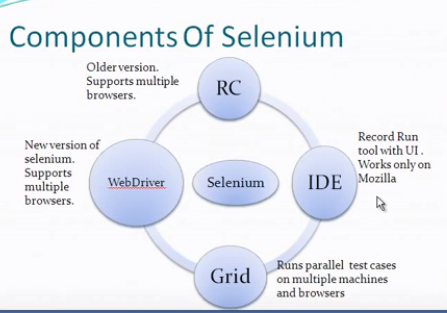 Components Of Selenium
Older version.
Supports multiple
browsers.
RC
New version of
selenium.
Supports
multiple
browsers.
WebDriver
Selenium
IDE
Record Run
tool with UI .
Works only on
Mozilla
Grid
Runs parallel test cases
on multiple machines
and browsers